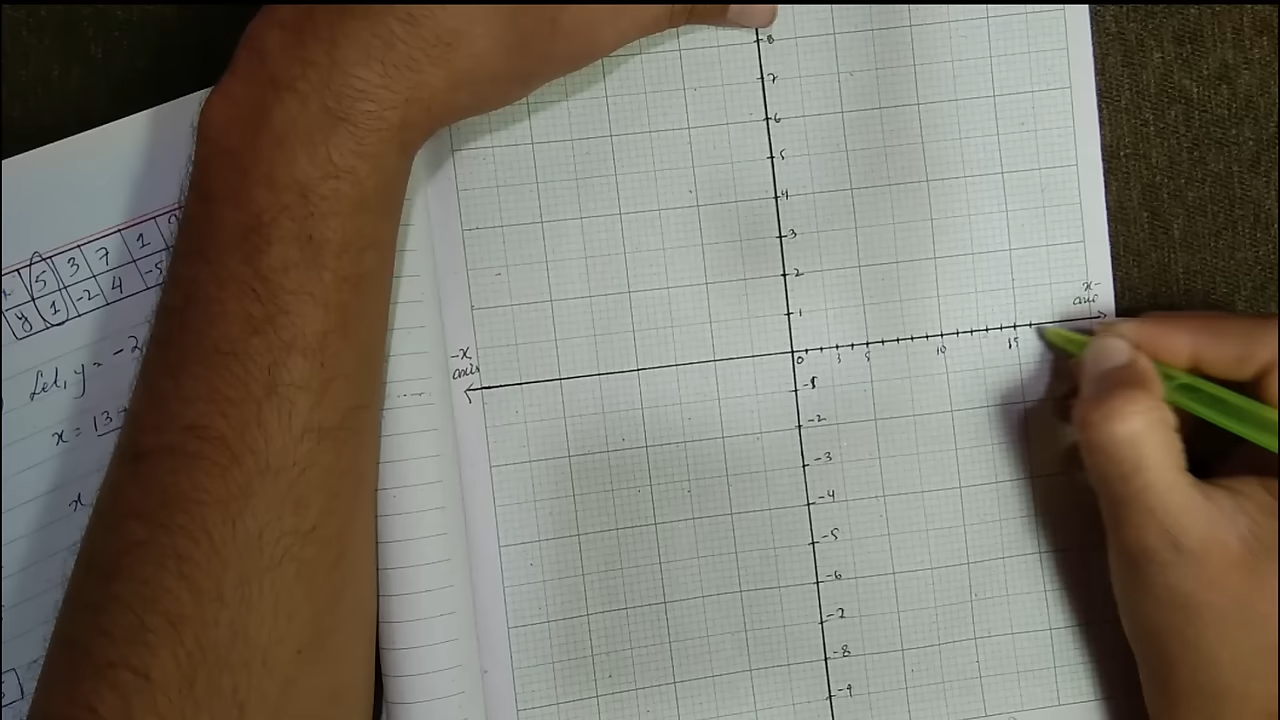 5 3 7 1
y 1 -2 4 -5
Let, y = -2
x = 13
x
8
7
6
5
4
3
2
1
x-
axis
-x
axis
0 3 5 10 15
-1
-2
-3
-4
-5
-6
-7
-8
-9